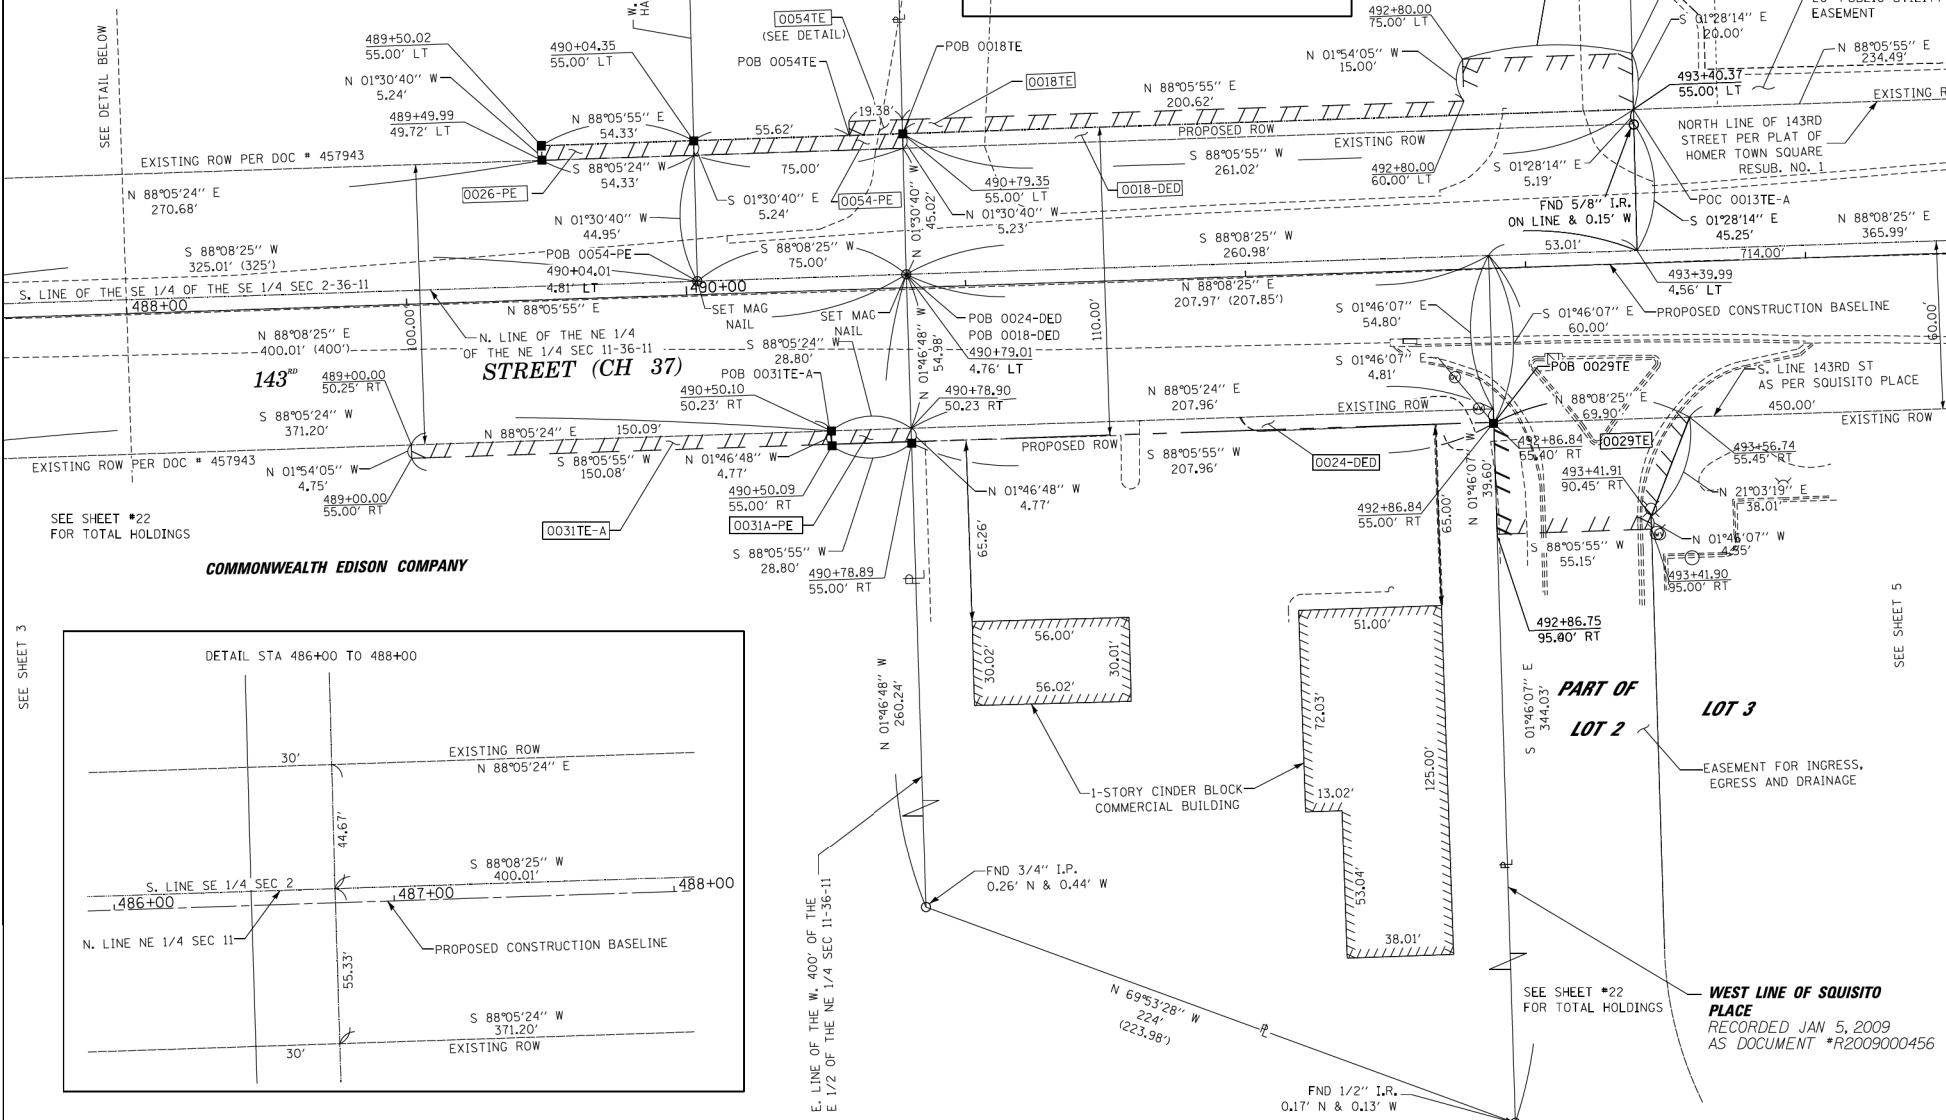 489+50.02
55.00' LT
490+04.35
55.00' LT
0054TE
(SEE DETAIL)
POB 0054TE
POB 0018TE
0018TE
492+80.00
75.00' LT
N 01°54'05'' W
15.00'
S 01°28'14'' E
20.00'
EASEMENT
N 88°05'55'' E
234.49'
493+40.37
55.00' LT
SEE DETAIL BELOW
N 01°30'40'' W
5.24'
489+49.99
49.72' LT
N 88°05'55'' E
54.33'
55.62'
19.38'
N 88°05'55'' E
200.62'
PROPOSED ROW
EXISTING ROW
EXISTING R
NORTH LINE OF 143RD
STREET PER PLAT OF
HOMER TOWN SQUARE
RESUB. NO. 1
EXISTING ROW PER DOC # 457943
S 88°05'24'' W
54.33'
75.00'
S 88°05'55'' W
261.02'
492+80.00
60.00' LT
S 01°28'14'' E
5.19'
N 88°05'24'' E
270.68'
0026-PE
S 01°30'40'' E
5.24'
0054-PE
490+79.35
55.00' LT
0018-DED
FND 5/8'' I.R.
ON LINE & 0.15' W
POC 0013TE-A
N 01°30'40'' W
44.95'
N 01°30'40'' W
45.02'
N 01°30'40'' W
5.23'
S 01°28'14'' E
45.25'
N 88°05'55'' E
365.99'
S 88°08'25'' W
325.01' (325')
POB 0054-PE
490+04.01
4.81' LT
S 88°08'25'' W
75.00'
S 88°08'25'' W
260.98'
53.01'
714.00'
S. LINE OF THE SE 1/4 OF THE SE 1/4 SEC 2-36-11
488+00
490+00
N 88°05'55'' E
SET MAG
NAIL
SET MAG
NAIL
N 88°08'25'' E
207.97' (207.85')
493+39.99
4.56' LT
PROPOSED CONSTRUCTION BASELINE
N 88°08'25'' E
400.01' (400')
100.00'
N. LINE OF THE NE 1/4
OF THE NE 1/4 SEC 11-36-11
POB 0024-DED
POB 0018-DED
490+79.01
4.76' LT
110.00'
S 01°46'07'' E
54.80'
S 01°46'07'' E
60.00'
60.00'
143RD STREET (CH 37)
489+00.00
50.25' RT
S 88°05'24'' W
28.80'
N 01°46'48'' W
54.98'
POB 0031TE-A
490+50.10
50.23' RT
490+78.90
50.23 RT
N 88°05'24'' E
207.96'
S 01°46'07'' E
4.81'
POB 0029TE
S. LINE 143RD ST
AS PER SQUISITO PLACE
S 88°05'24'' W
371.20'
EXISTING ROW
N 88°08'25'' E
69.90'
450.00'
EXISTING ROW
EXISTING ROW PER DOC # 457943
N 88°05'24'' E
150.09'
PROPOSED ROW
492+86.84
55.40' RT
0029TE
493+56.74
55.45' RT
N 01°54'05'' W
4.75'
S 88°05'55'' W
150.08'
N 01°46'48'' W
4.77'
S 88°05'55'' W
207.96'
0024-DED
493+41.91
90.45' RT
489+00.00
55.00' RT
490+50.09
55.00' RT
N 01°46'48'' W
4.77'
492+86.84
55.00' RT
65.00'
N 01°46'07'' W
39.60'
N 21°03'19'' E
38.01'
SEE SHEET #22
FOR TOTAL HOLDINGS
0031TE-A
0031A-PE
S 88°05'55'' W
28.80'
490+78.89
55.00' RT
65.26'
S 88°05'55'' W
55.15'
N 01°46'07'' W
493+41.90
95.00' RT
COMMONWEALTH EDISON COMPANY
SEE SHEET 3
492+86.75
RT
SEE SHEET 5
56.00'
30.02'
30.01'
56.02'
51.00'
72.03'
125.00'
13.02'
53.04'
38.01'
N 01°46'48'' W
260.24'
S 01°46'07'' E
344.03'
PART OF
LOT 2
LOT 3
1-STORY CINDER BLOCK
COMMERCIAL BUILDING
EASEMENT FOR INGRESS,
EGRESS AND DRAINAGE
DETAIL STA 486+00 TO 488+00
30'
EXISTING ROW
N 88°05'24'' E
44.67'
S 88°08'25'' W
400.01'
S. LINE SE 1/4 SEC 2
486+00
487+00
488+00
N. LINE NE 1/4 SEC 11
PROPOSED CONSTRUCTION BASELINE
55.33'
S 88°05'24'' W
371.20'
EXISTING ROW
30'
E. LINE OF THE W. 400' OF THE
E 1/2 OF THE NE 1/4 SEC 11-36-11
FND 3/4'' I.P.
0.26' N & 0.44' W
N 69°53'28'' W
224'
(223.98')
SEE SHEET #22
FOR TOTAL HOLDINGS
WEST LINE OF SQUISITO
PLACE
RECORDED JAN 5, 2009
AS DOCUMENT #R2009000456
FND 1/2'' I.R.
0.17' N & 0.13' W